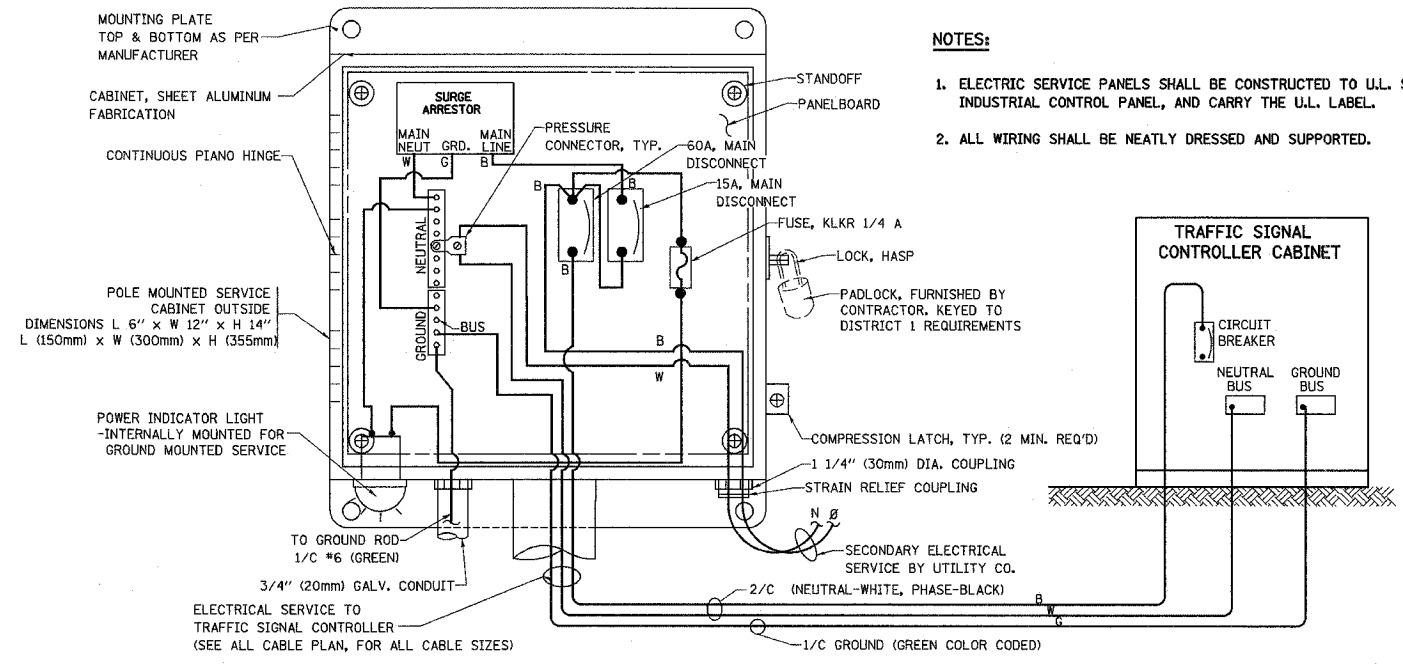 MOUNTING PLATE
TOP & BOTTOM AS PER
MANUFACTURER
CABINET, SHEET ALUMINUM
FABRICATION
CONTINUOUS PIANO HINGE
POLE MOUNTED SERVICE
CABINET OUTSIDE
DIMENSIONS L 6" x W 12" x H 14"
L (150mm) x W (300mm) x H (355mm)
POWER INDICATOR LIGHT
-INTERNALLY MOUNTED FOR
GROUND MOUNTED SERVICE
TO GROUND ROD
1/C #6 (GREEN)
3/4" (20mm) GALV. CONDUIT
ELECTRICAL SERVICE TO
TRAFFIC SIGNAL CONTROLLER
(SEE ALL CABLE PLAN, FOR ALL CABLE SIZES)
SURGE
ARRESTOR
MAIN NEUT
GRD.
MAIN LINE
W
G
B
PRESSURE
CONNECTOR, TYP.
60A, MAIN
DISCONNECT
15A, MAIN
DISCONNECT
B
B
B
NEUTRAL
GROUND
BUS
B
W
STANDOFF
PANELBOARD
FUSE, KLKR 1/4 A
LOCK, HASP
PADLOCK, FURNISHED BY
CONTRACTOR. KEYED TO
DISTRICT 1 REQUIREMENTS
COMPRESSION LATCH, TYP. (2 MIN. REQ'D)
1 1/4" (30mm) DIA. COUPLING
STRAIN RELIEF COUPLING
N Ø
SECONDARY ELECTRICAL
SERVICE BY UTILITY CO.
2/C (NEUTRAL-WHITE, PHASE-BLACK)
B
W
G
1/C GROUND (GREEN COLOR CODED)
NOTES:
1. ELECTRIC SERVICE PANELS SHALL BE CONSTRUCTED TO U.L. S
INDUSTRIAL CONTROL PANEL, AND CARRY THE U.L. LABEL.
2. ALL WIRING SHALL BE NEATLY DRESSED AND SUPPORTED.
TRAFFIC SIGNAL
CONTROLLER CABINET
CIRCUIT
BREAKER
NEUTRAL
BUS
GROUND
BUS